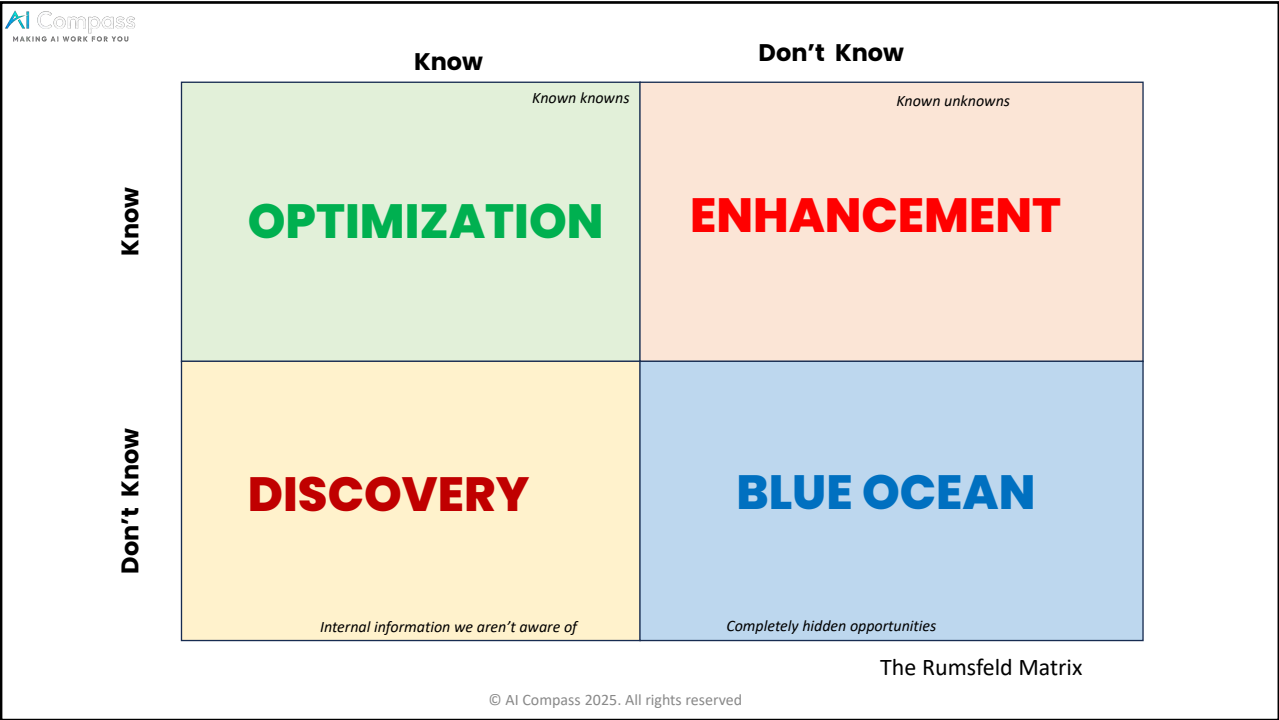 AI Compass
MAKING AI WORK FOR YOU
Know
Don’t Know
Known knowns
Known unknowns
Know
OPTIMIZATION
ENHANCEMENT
Don’t Know
DISCOVERY
BLUE OCEAN
Internal information we aren’t aware of
Completely hidden opportunities
The Rumsfeld Matrix
© AI Compass 2025. All rights reserved